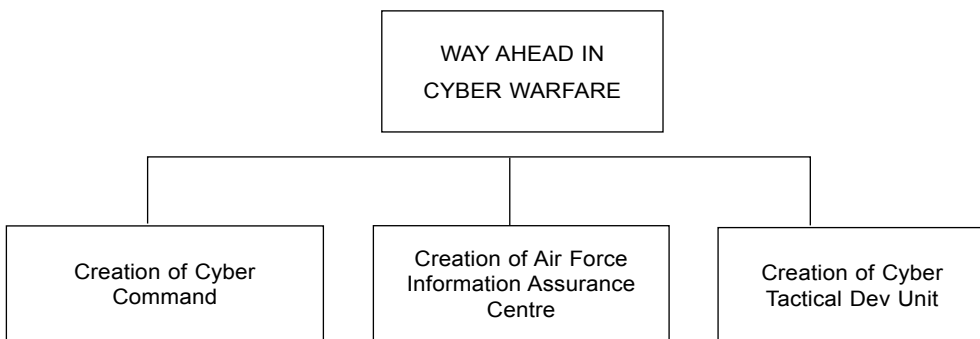 WAY AHEAD IN
CYBER WARFARE
Creation of Cyber
Command
Creation of Air Force
Information Assurance
Centre
Creation of Cyber
Tactical Dev Unit